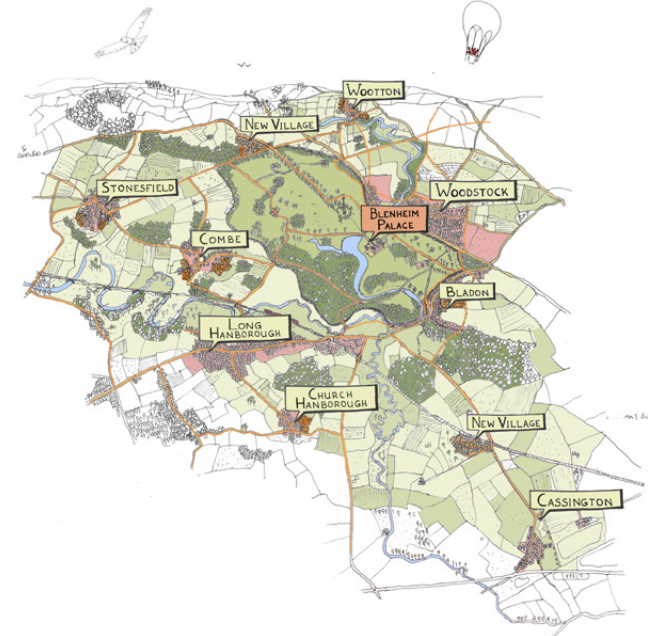 WOOTTON
NEW VILLAGE
STONESFIELD
WOODSTOCK
BLENHEIM
PALACE
COMBE
BLADON
LONG
HANBOROUGH
CHURCH
HANBOROUGH
NEW VILLAGE
CASSINGTON